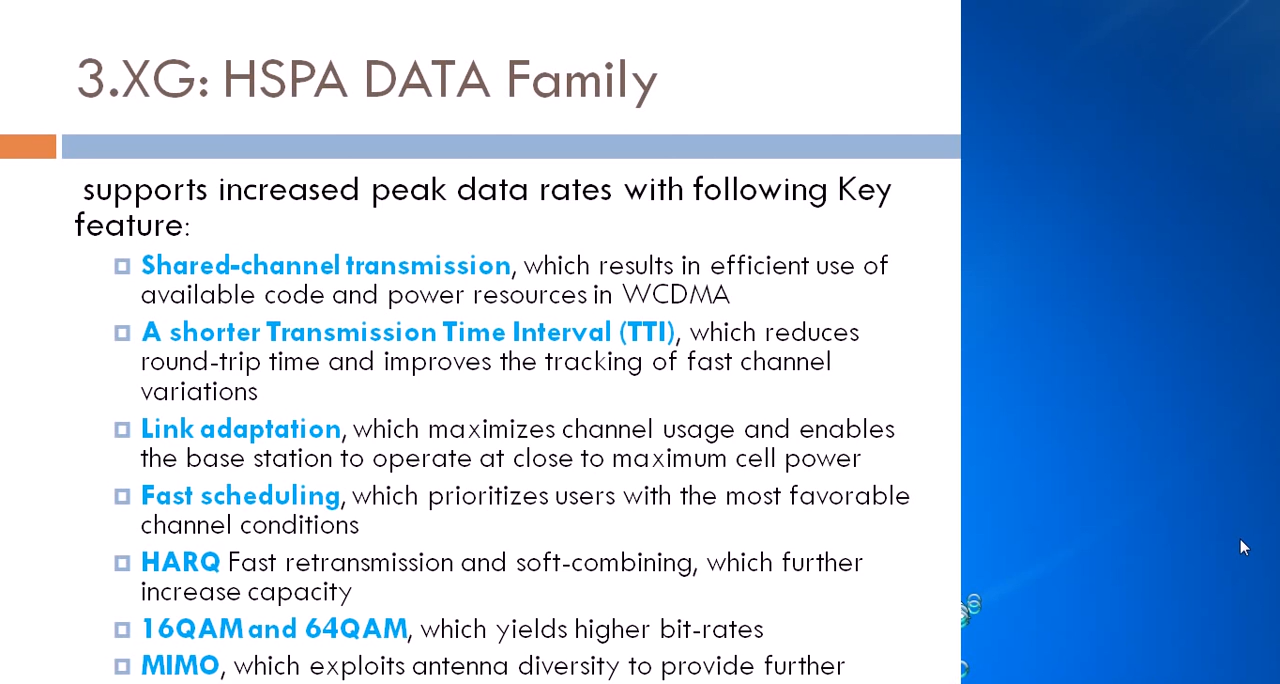 3.XG: HSPA DATA Family
supports increased peak data rates with following Key
feature:
Shared-channel transmission, which results in efficient use of
available code and power resources in WCDMA
A shorter Transmission Time Interval (TTI), which reduces
round-trip time and improves the tracking of fast channel
variations
Link adaptation, which maximizes channel usage and enables
the base station to operate at close to maximum cell power
Fast scheduling, which prioritizes users with the most favorable
channel conditions
HARQ Fast retransmission and soft-combining, which further
increase capacity
16QAM and 64QAM, which yields higher bit-rates
MIMO, which exploits antenna diversity to provide further